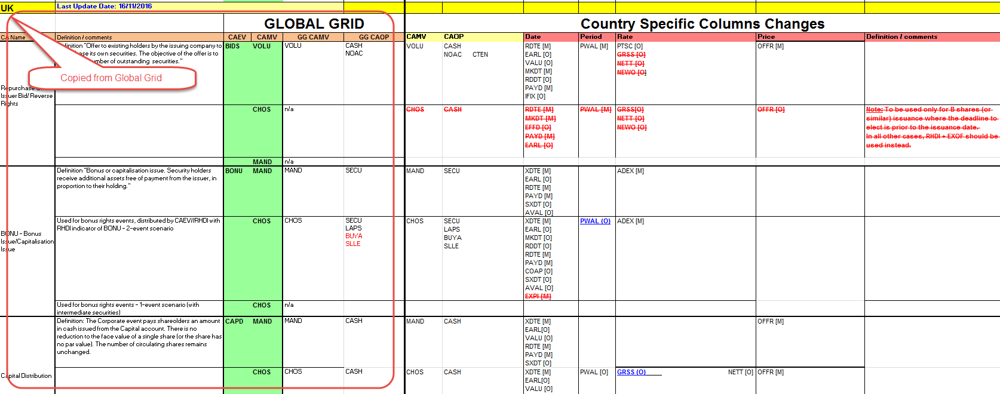 UK
Last Update Date: 16/11/2016
GLOBAL GRID
Country Specific Columns Changes
CA Name
Definition / comments
CAEV
CAMV
GG CAMV
GG CAOP
CAMV
CAOP
Date
Period
Rate
Price
Definition / comments
Copied from Global Grid
Issuer Bid/ Reverse
Rights
"Offer to existing holders by the issuing company to
its own securities. The objective of the offer is to
of outstanding securities."
BIDS
VOLU
VOLU
CASH
NOAC
VOLU
CASH
NOAC CTEN
RDTE [M]
EARL [O]
VALU [O]
MKDT [M]
RDDT [O]
PAYD [M]
IFIX [O]
PWAL [M]
PTSC [O]
GRSS [O]
NETT [O]
NEWO [O]
OFFR [M]
CHOS
n/a
CHOS
CASH
RDTE [M]
MKDT [M]
EFFD [O]
PAYD [M]
EARL [O]
PWAL [M]
GRSS[O]
NETT [O]
NEWO [O]
OFFR [O]
Note: To be used only for B shares (or
similar) issuance where the deadline to
elect is prior to the issuance date.
In all other cases, RHDI + EXOF should be
used instead.
MAND
n/a
BONU - Bonus
Issue/Capitalisation
Issue
Definition "Bonus or capitalisation issue. Security holders
receive additional assets free of payment from the issuer, in
proportion to their holding."
BONU
MAND
MAND
SECU
MAND
SECU
XDTE [M]
EARL [O]
RDTE [M]
PAYD [M]
SXDT [O]
AVAL [O]
ADEX [M]
Used for bonus rights events, distributed by CAEV//RHDI with
RHDI indicator of BONU - 2-event scenario
CHOS
CHOS
SECU
LAPS
BUYA
SLLE
CHOS
SECU
LAPS
BUYA
SLLE
XDTE [M]
EARL [O]
MKDT [O]
RDDT [O]
RDTE [M]
PAYD [M]
COAP [O]
SXDT [O]
AVAL [O]
EXPI [M]
PWAL (O)
ADEX [M]
Used for bonus rights events - 1-event scenario (with
intermediate securities)
CHOS
n/a
Capital Distribution
Definition: The Corporate event pays shareolders an amount
in cash issued from the Capital account. There is no
reduction to the face value of a single share (or the share has
no par value). The number of circulating shares remains
unchanged.
CAPD
MAND
MAND
CASH
MAND
CASH
XDTE [M]
EARL[O]
VALU [O]
RDTE [M]
PAYD [M]
SXDT [O]
OFFR [M]
CHOS
CHOS
CASH
CHOS
CASH
XDTE [M]
EARL[O]
VALU [O]
PWAL [O]
GRSS (O)
NETT [O]
OFFR [M]